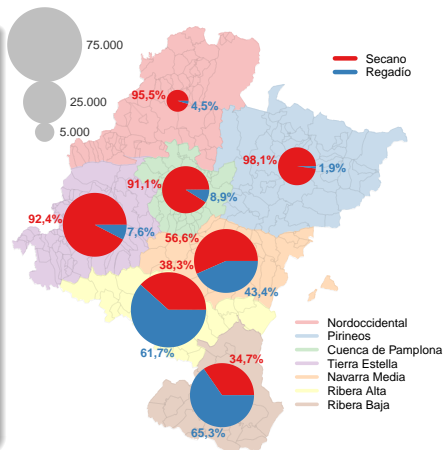 75.000
25.000
5.000
Secano
Regadío
95,5%
4,5%
98,1%
1,9%
91,1%
8,9%
92,4%
7,6%
56,6%
43,4%
38,3%
61,7%
34,7%
65,3%
Nordoccidental
Pirineos
Cuenca de Pamplona
Tierra Estella
Navarra Media
Ribera Alta
Ribera Baja